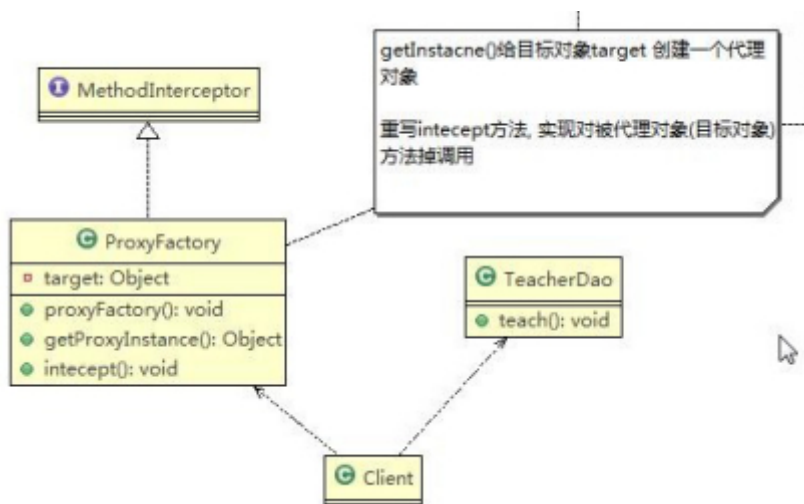 getInstacne()给目标对象target 创建一个代理
对象
重写intecept方法, 实现对被代理对象(目标对象)
方法掉调用
I MethodInterceptor
C ProxyFactory
target: Object
proxyFactory(): void
getProxyInstance(): Object
intecept(): void
C TeacherDao
teach(): void
C Client